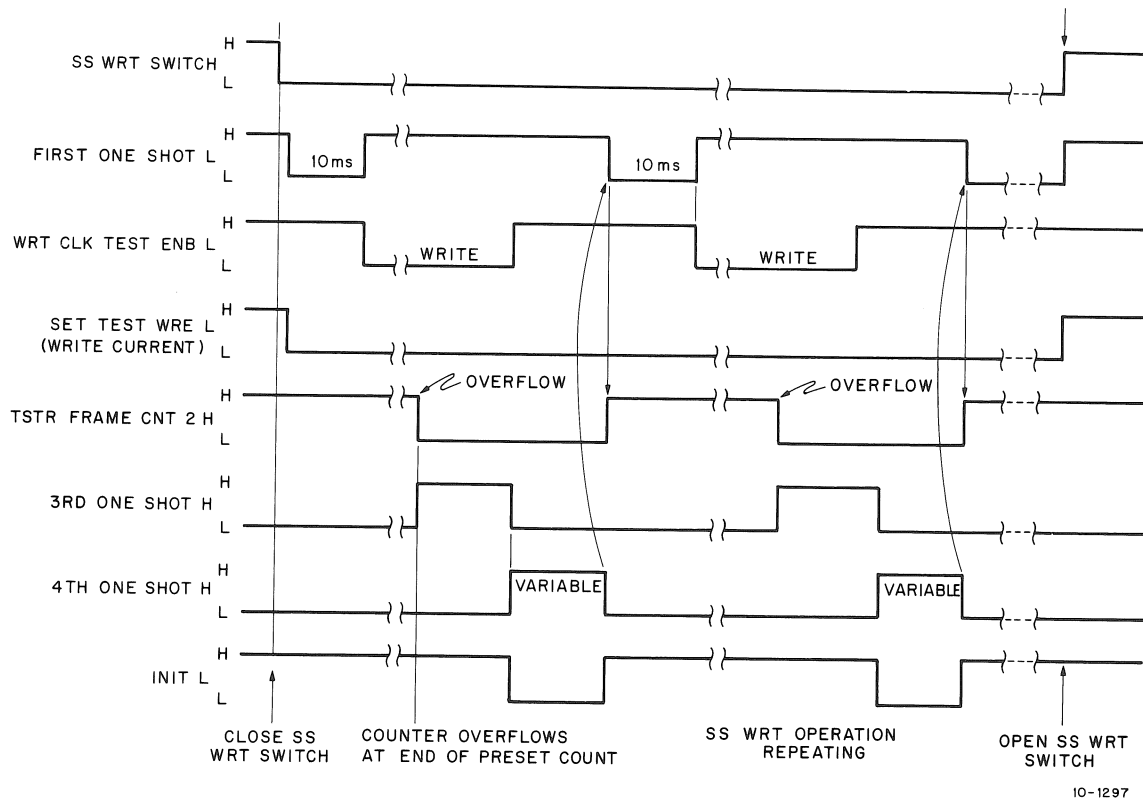 H
SS WRT SWITCH
L
H
FIRST ONE SHOT L
L
10ms
10ms
H
WRT CLK TEST ENB L
L
WRITE
WRITE
H
SET TEST WRE L
(WRITE CURRENT)
L
OVERFLOW
OVERFLOW
H
TSTR FRAME CNT 2 H
L
H
3RD ONE SHOT H
L
H
4TH ONE SHOT H
L
VARIABLE
VARIABLE
H
INIT L
L
CLOSE SS
WRT SWITCH
COUNTER OVERFLOWS
AT END OF PRESET COUNT
SS WRT OPERATION
REPEATING
OPEN SS WRT
SWITCH
10-1297